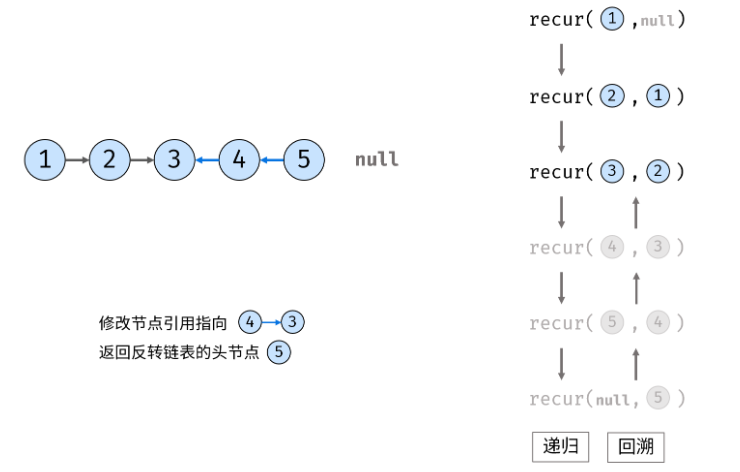 recur( 1 ,null)
recur( 2 , 1 )
1 2 3 4 5 null
recur( 3 , 2 )
recur( 4 , 3 )
修改节点引用指向 4 3
recur( 5 , 4 )
返回反转链表的头节点 5
recur(null, 5 )
递归 回溯